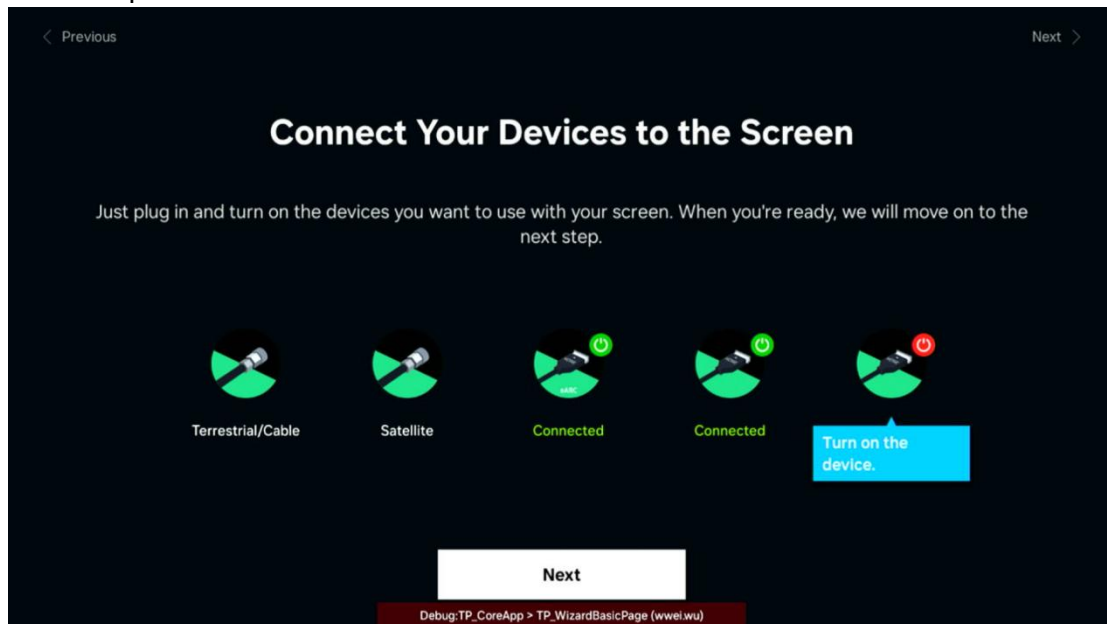 Previous
Next
Connect Your Devices to the Screen
Just plug in and turn on the devices you want to use with your screen. When you're ready, we will move on to the
next step.
eARC
Terrestrial/Cable
Satellite
Connected
Connected
Turn on the
device.
Next
Debug:TP_CoreApp > TP_WizardBasicPage (wwei.wu)